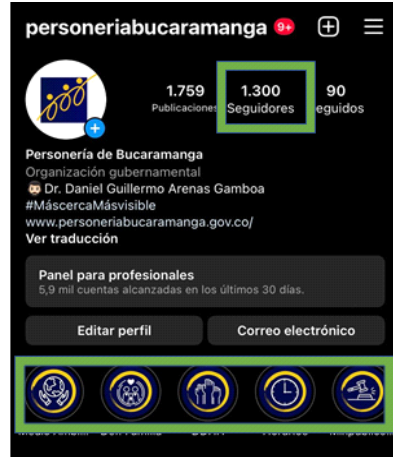 personeriabucaramanga 9+
1.759 1.300 90
Publicaciones Seguidores eguidos
Personería de Bucaramanga
Organización gubernamental
Dr. Daniel Guillermo Arenas Gamboa
#MáscercaMásvisible
www.personeriabucaramanga.gov.co/
Ver traducción
Panel para profesionales
5,9 mil cuentas alcanzadas en los últimos 30 días.
Editar perfil Correo electrónico